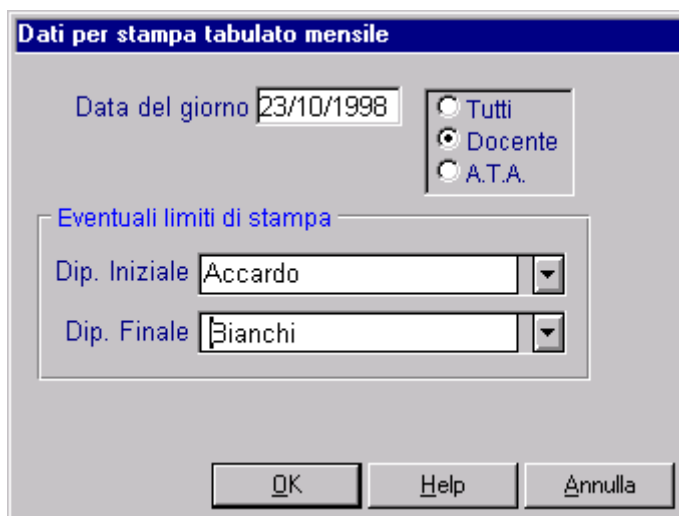 Dati per stampa tabulato mensile
Data del giorno 23/10/1998
Tutti
Docente
A.T.A.
Eventuali limiti di stampa
Dip. Iniziale Accardo
Dip. Finale Bianchi
OK Help Annulla